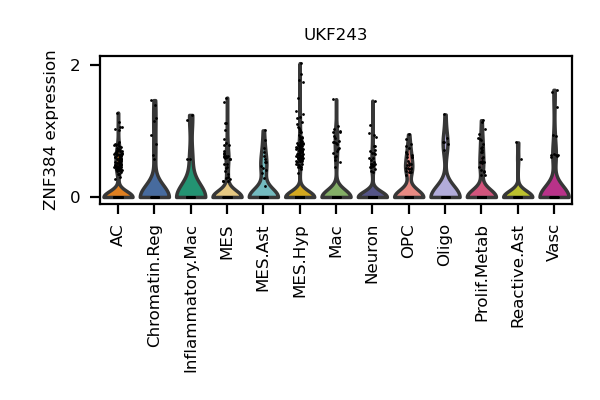 UKF243
ZNF384 expression
2
0
AC
Chromatin.Reg
Inflammatory.Mac
MES
MES.Ast
MES.Hyp
Mac
Neuron
OPC
Oligo
Prolif.Metab
Reactive.Ast
Vasc